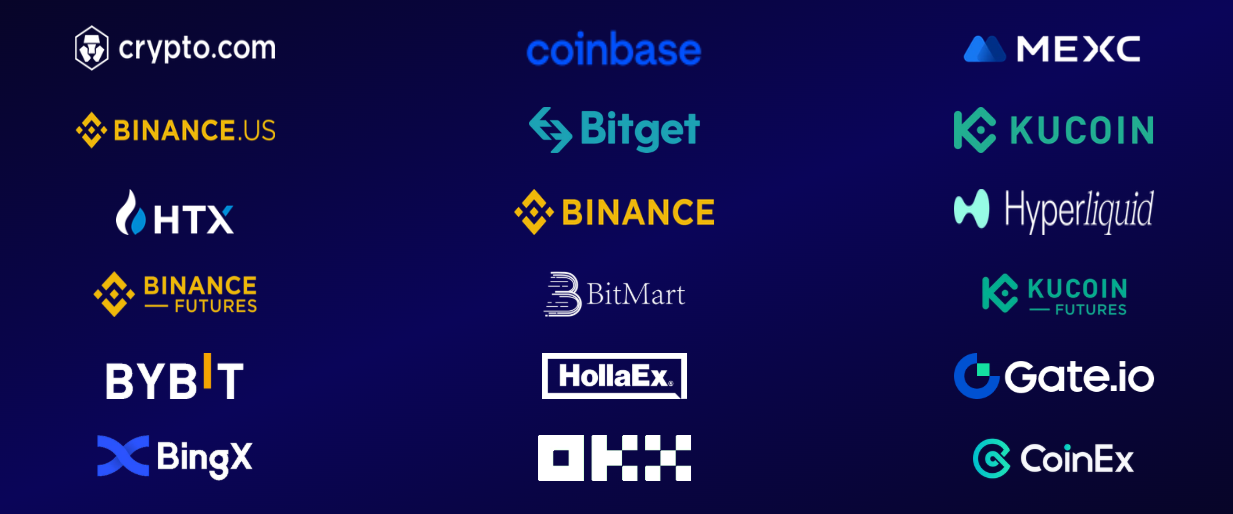 crypto.com
coinbase
MEXC
BINANCE.US
Bitget
KUCOIN
HTX
BINANCE
Hyperliquid
BINANCE
FUTURES
BitMart
KUCOIN
FUTURES
BYBIT
HollaEx®
Gate.io
BingX
OKX
CoinEx